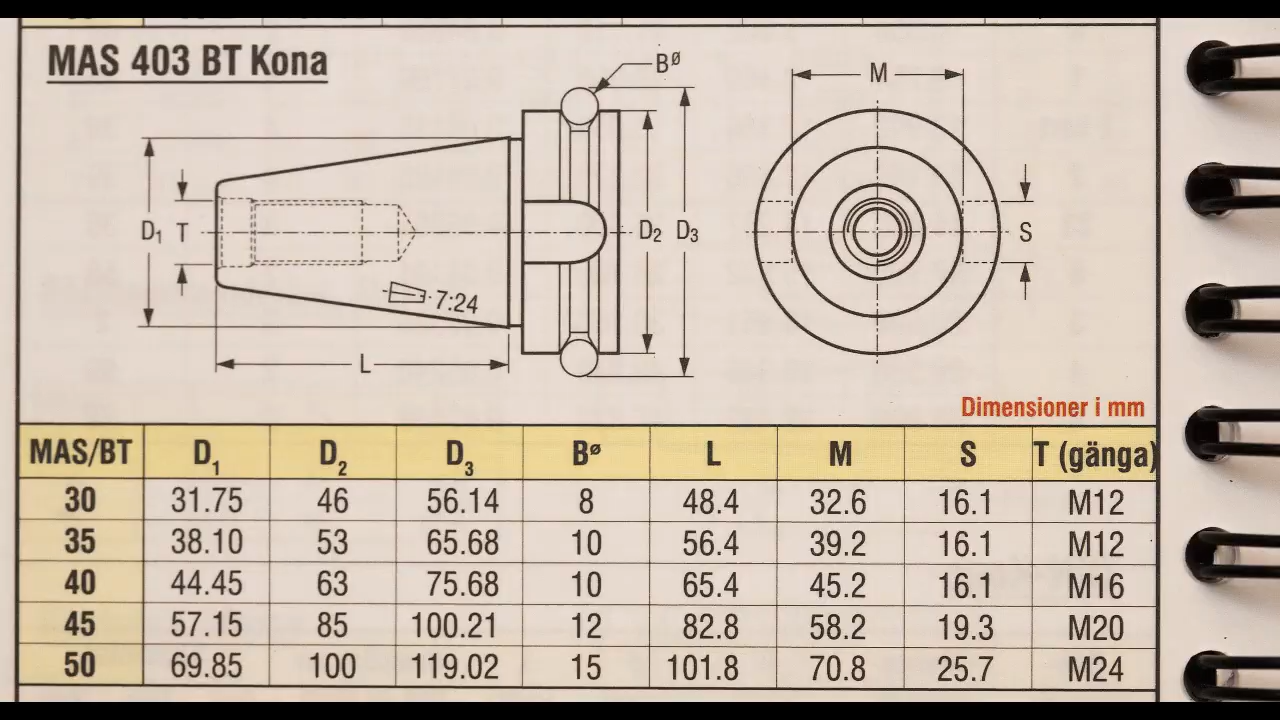 MAS 403 BT Kona
Bø
M
D1 T
D2 D3
S
7:24
L
Dimensioner i mm
MAS/BT D1 D2 D3 Bø L M S T (gänga)
30 31.75 46 56.14 8 48.4 32.6 16.1 M12
35 38.10 53 65.68 10 56.4 39.2 16.1 M12
40 44.45 63 75.68 10 65.4 45.2 16.1 M16
45 57.15 85 100.21 12 82.8 58.2 19.3 M20
50 69.85 100 119.02 15 101.8 70.8 25.7 M24